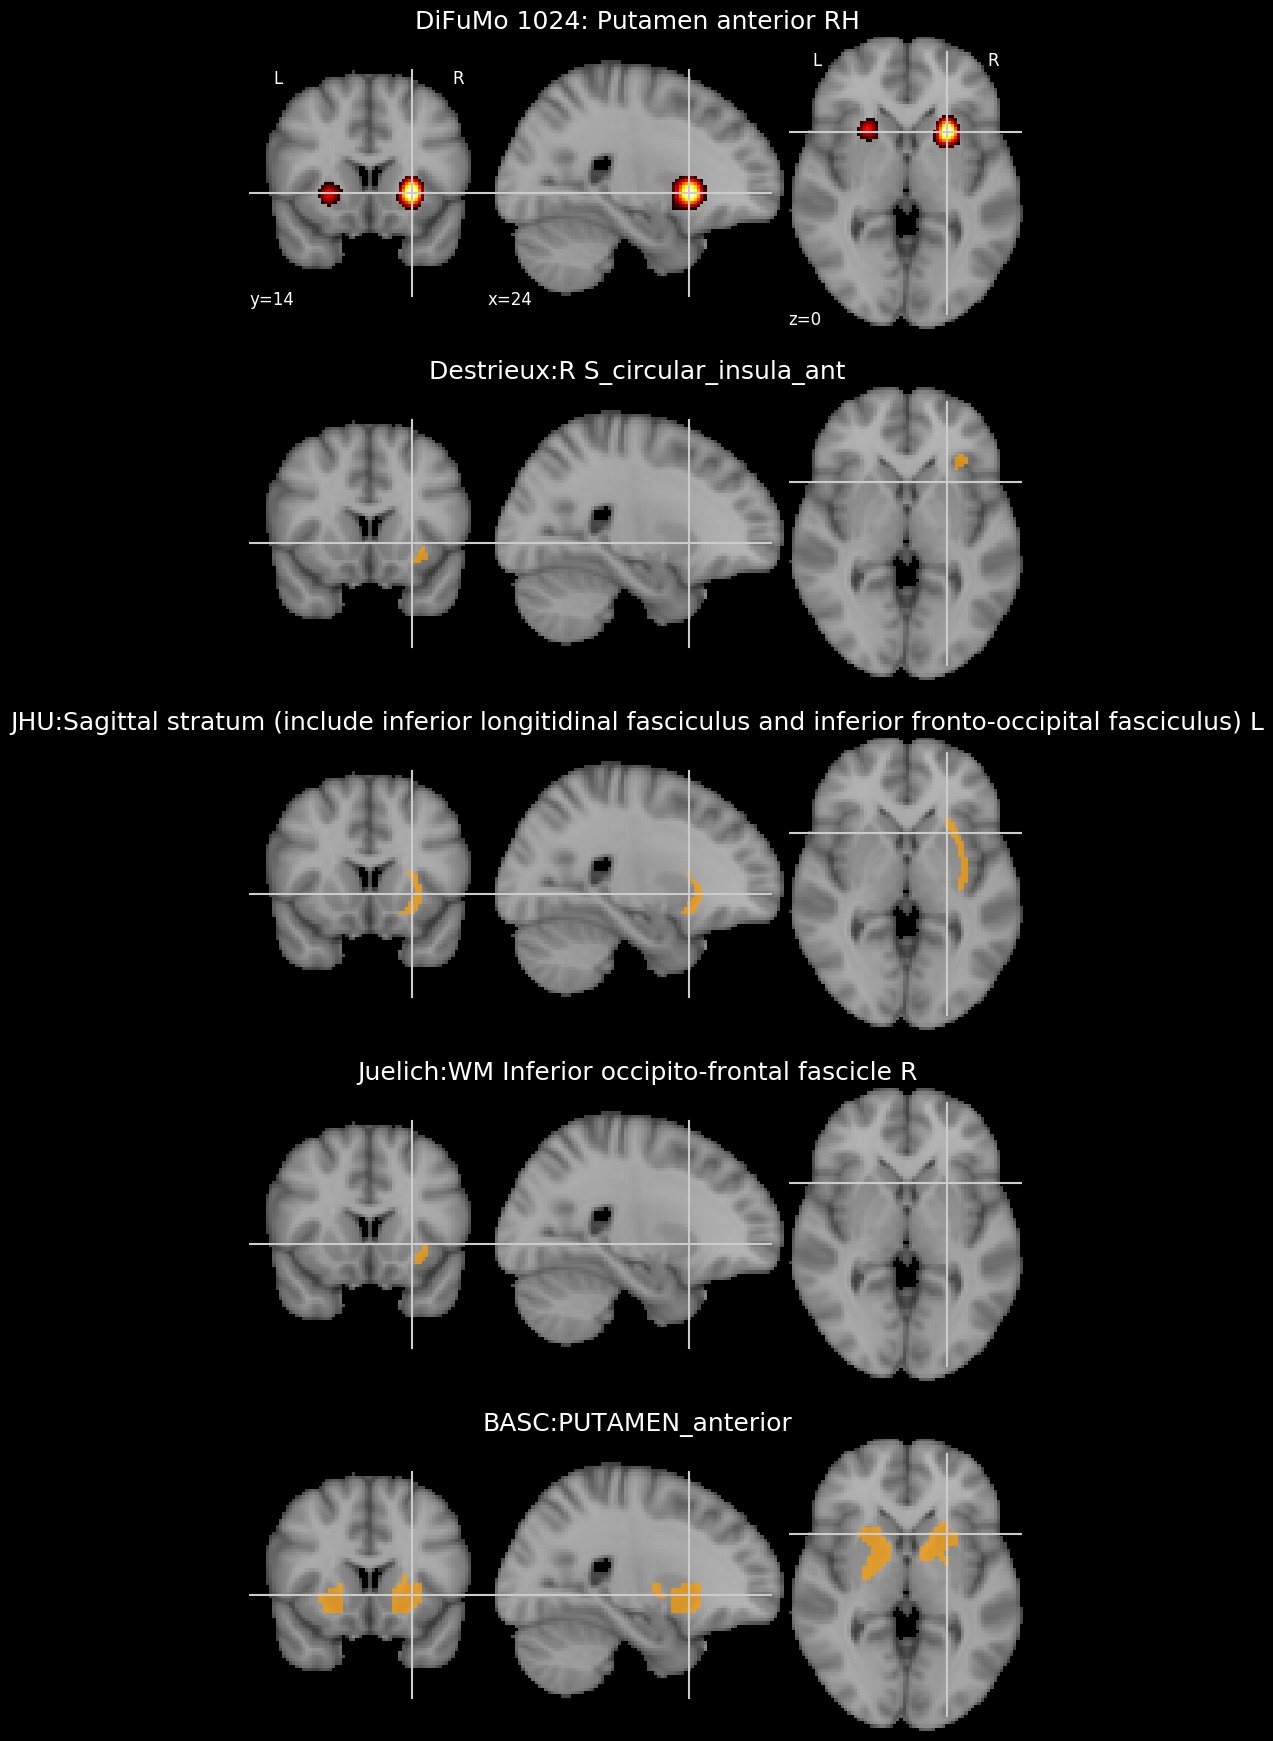 DiFuMo 1024: Putamen anterior RH
L R L R
y=14 x=24 z=0
Destrieux:R S_circular_insula_ant
JHU:Sagittal stratum (include inferior longitidinal fasciculus and inferior fronto-occipital fasciculus) L
Juelich:WM Inferior occipito-frontal fascicle R
BASC:PUTAMEN_anterior